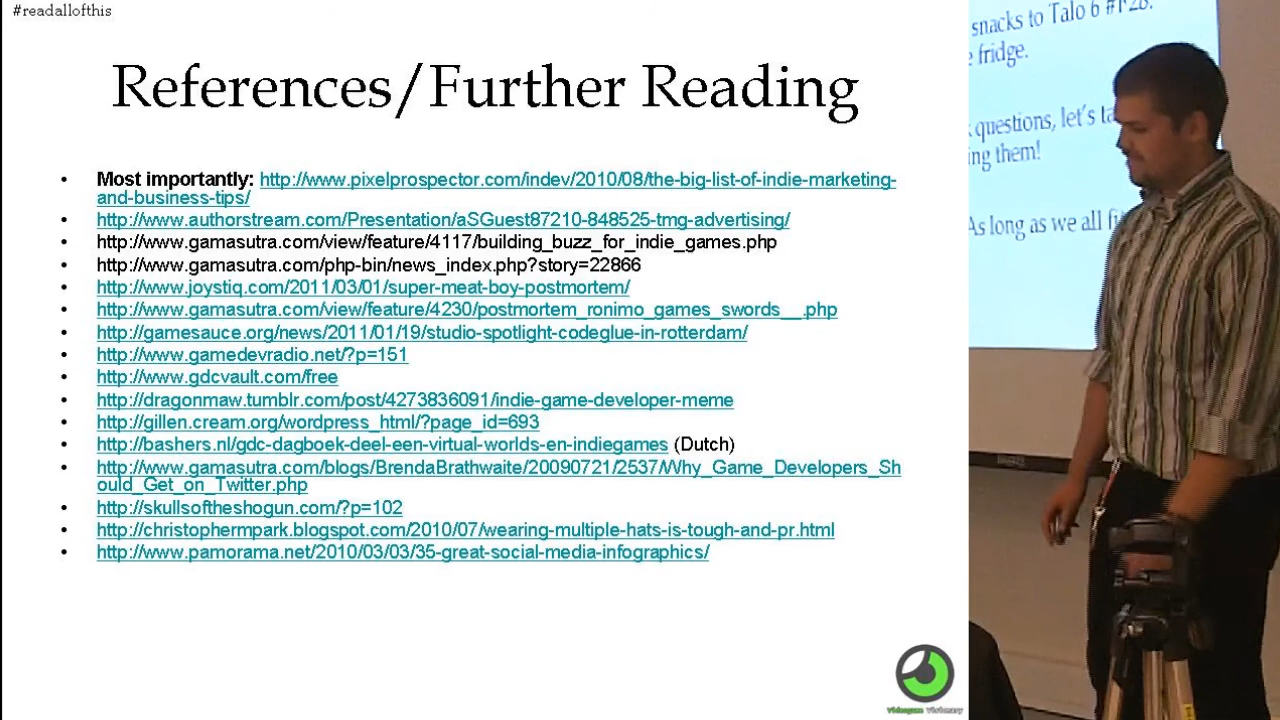 #readallofthis
References/Further Reading
• Most importantly: http://www.pixelprospector.com/indev/2010/08/the-big-list-of-indie-marketing-
and-business-tips/
• http://www.authorstream.com/Presentation/aSGuest87210-848525-tmg-advertising/
• http://www.gamasutra.com/view/feature/4117/building_buzz_for_indie_games.php
• http://www.gamasutra.com/php-bin/news_index.php?story=22866
• http://www.joystiq.com/2011/03/01/super-meat-boy-postmortem/
• http://www.gamasutra.com/view/feature/4230/postmortem_ronimo_games_swords__.php
• http://gamesauce.org/news/2011/01/19/studio-spotlight-codeglue-in-rotterdam/
• http://www.gamedevradio.net/?p=151
• http://www.gdcvault.com/free
• http://dragonmaw.tumblr.com/post/4273836091/indie-game-developer-meme
• http://gillen.cream.org/wordpress_html/?page_id=693
• http://bashers.nl/gdc-dagboek-deel-een-virtual-worlds-en-indiegames (Dutch)
• http://www.gamasutra.com/blogs/BrendaBrathwaite/20090721/2537/Why_Game_Developers_Sh
ould_Get_on_Twitter.php
• http://skullsoftheshogun.com/?p=102
• http://christophermpark.blogspot.com/2010/07/wearing-multiple-hats-is-tough-and-pr.html
• http://www.pamorama.net/2010/03/03/35-great-social-media-infographics/
Videogame Visionary
snacks to Talo 6
fridge.
questions, let's
them!
As long as we all